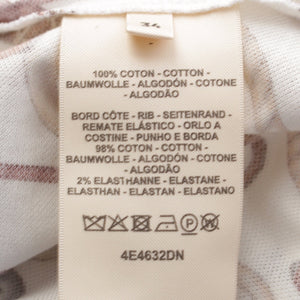 34
100% COTON - COTTON -
BAUMWOLLE - ALGODÓN - COTONE
- ALGODÃO
BORD CÔTE - RIB - SEITENRAND -
REMATE ELÁSTICO - ORLO A
COSTINE - PUNHO E BORDA
98% COTON - COTTON -
BAUMWOLLE - ALGODÓN - COTONE
- ALGODÃO
2% ELASTHANNE - ELASTANE -
ELASTHAN - ELASTAN - ELASTANO
4E4632DN